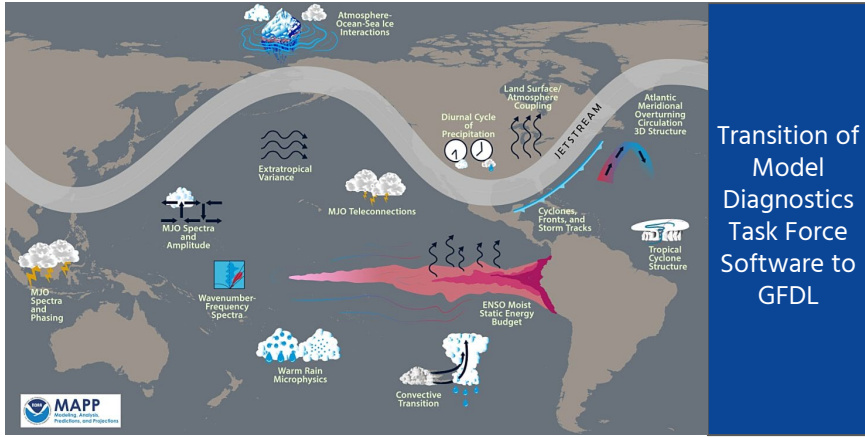 Atmosphere-
Ocean-Sea Ice
Interactions
Land Surface/
Atmosphere
Coupling
Diurnal Cycle
of
Precipitation
JETSTREAM
Atlantic
Meridional
Overturning
Circulation
3D Structure
Extratropical
Variance
MJO Teleconnections
MJO Spectra
and
Amplitude
Cyclones,
Fronts, and
Storm Tracks
Tropical
Cyclone
Structure
MJO
Spectra
and
Phasing
Wavenumber-
Frequency
Spectra
ENSO Moist
Static Energy
Budget
Warm Rain
Microphysics
Convective
Transition
NOAA
MAPP
Modeling, Analysis,
Predictions, and Projections
Transition of
Model
Diagnostics
Task Force
Software to
GFDL